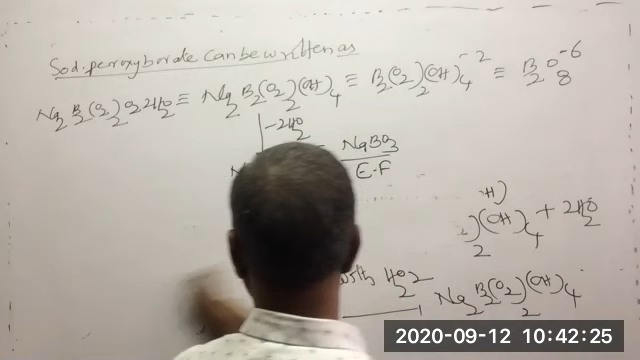 Sod. peroxyborate can be written as
Na2B2(O2)2O.2H2O ≡ Na2B2(O2)2(OH)4 ≡ B2(O2)2(OH)4-2 ≡ B2O8-6
-2H2O
NaBO3
E.F
)2(OH)4 + 2H2O
with H2O2 Na2B2(O2)2(OH)4
2020-09-12 10:42:25